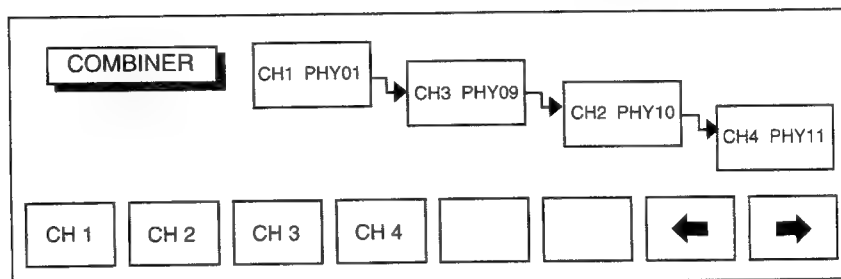 COMBINER
CH1 PHY01
CH3 PHY09
CH2 PHY10
CH4 PHY11
CH 1
CH 2
CH 3
CH 4